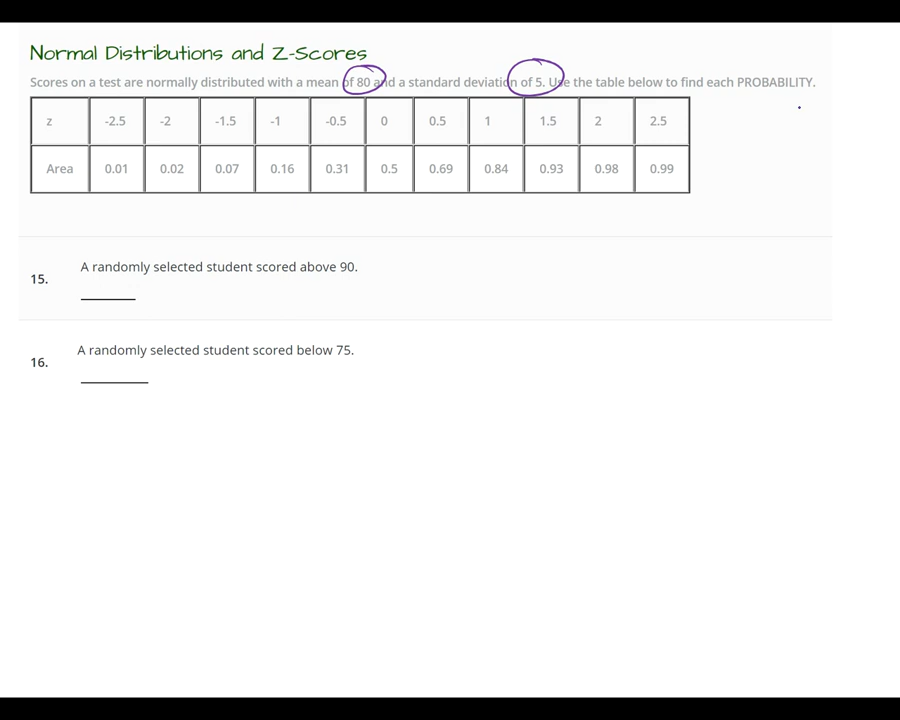 Normal Distributions and Z-Scores
Scores on a test are normally distributed with a mean of 80 and a standard deviation of 5. Use the table below to find each PROBABILITY.
z -2.5 -2 -1.5 -1 -0.5 0 0.5 1 1.5 2 2.5
Area 0.01 0.02 0.07 0.16 0.31 0.5 0.69 0.84 0.93 0.98 0.99
15. A randomly selected student scored above 90.
16. A randomly selected student scored below 75.